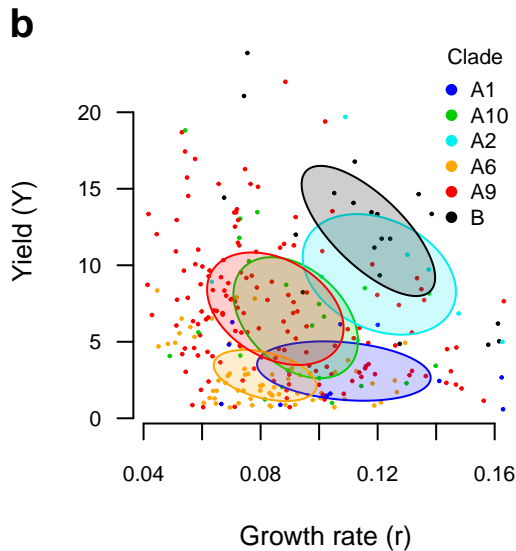 b
Clade
A1
A10
A2
A6
A9
B
Yield (Y)
20
15
10
5
0
0.04 0.08 0.12 0.16
Growth rate (r)